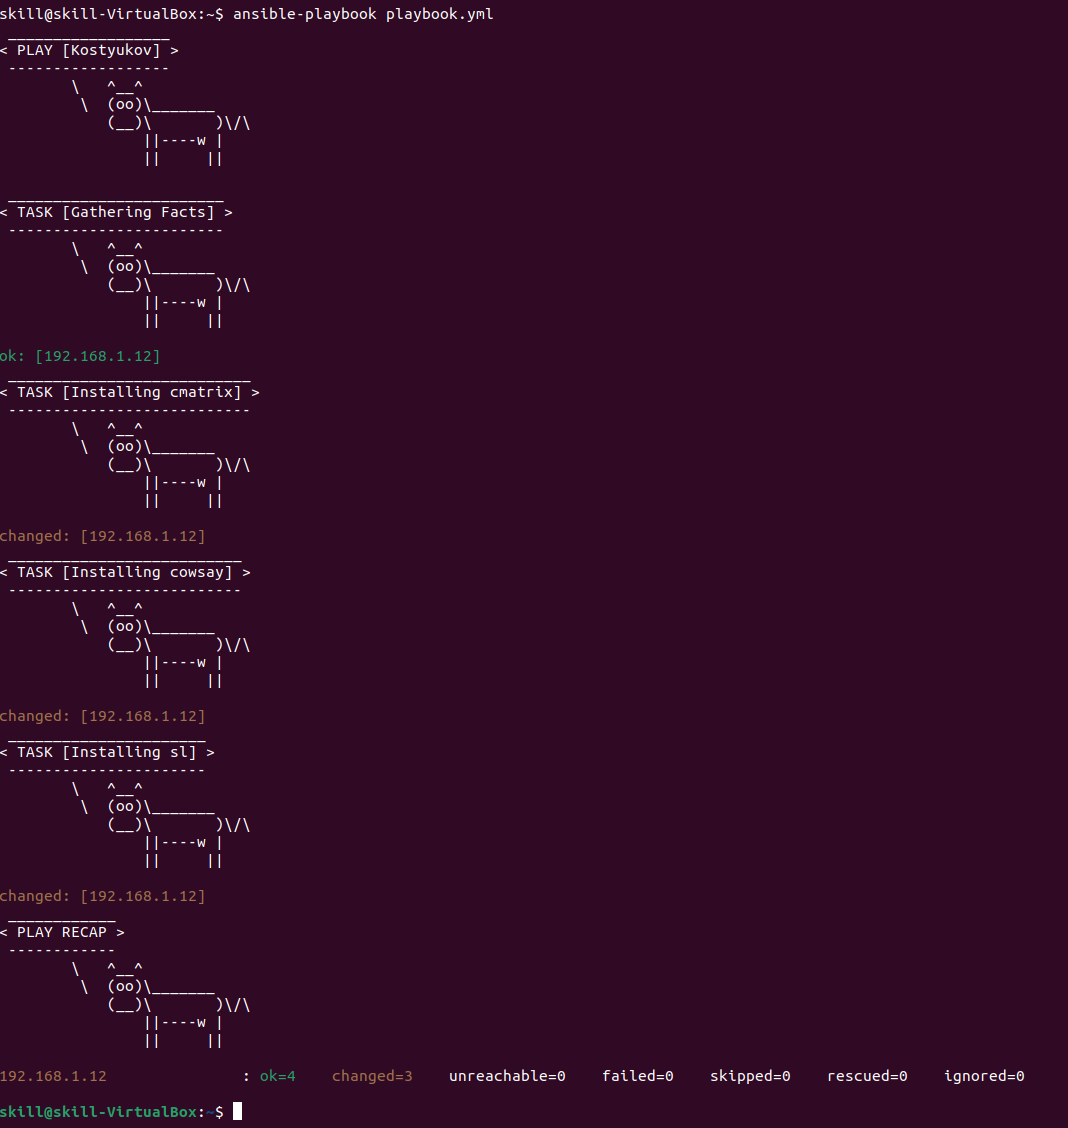 skill@skill-VirtualBox:~$ ansible-playbook playbook.yml
 __________________
< PLAY [Kostyukov] >
 ------------------
        \   ^__^
         \  (oo)\_______
            (__)\       )\/\
                ||----w |
                ||     ||

 ________________________
< TASK [Gathering Facts] >
 ------------------------
        \   ^__^
         \  (oo)\_______
            (__)\       )\/\
                ||----w |
                ||     ||

ok: [192.168.1.12]
 ___________________________
< TASK [Installing cmatrix] >
 ---------------------------
        \   ^__^
         \  (oo)\_______
            (__)\       )\/\
                ||----w |
                ||     ||

changed: [192.168.1.12]
 __________________________
< TASK [Installing cowsay] >
 --------------------------
        \   ^__^
         \  (oo)\_______
            (__)\       )\/\
                ||----w |
                ||     ||

changed: [192.168.1.12]
 ______________________
< TASK [Installing sl] >
 ----------------------
        \   ^__^
         \  (oo)\_______
            (__)\       )\/\
                ||----w |
                ||     ||

changed: [192.168.1.12]
 ____________
< PLAY RECAP >
 ------------
        \   ^__^
         \  (oo)\_______
            (__)\       )\/\
                ||----w |
                ||     ||

192.168.1.12               : ok=4    changed=3    unreachable=0    failed=0    skipped=0    rescued=0    ignored=0

skill@skill-VirtualBox:~$